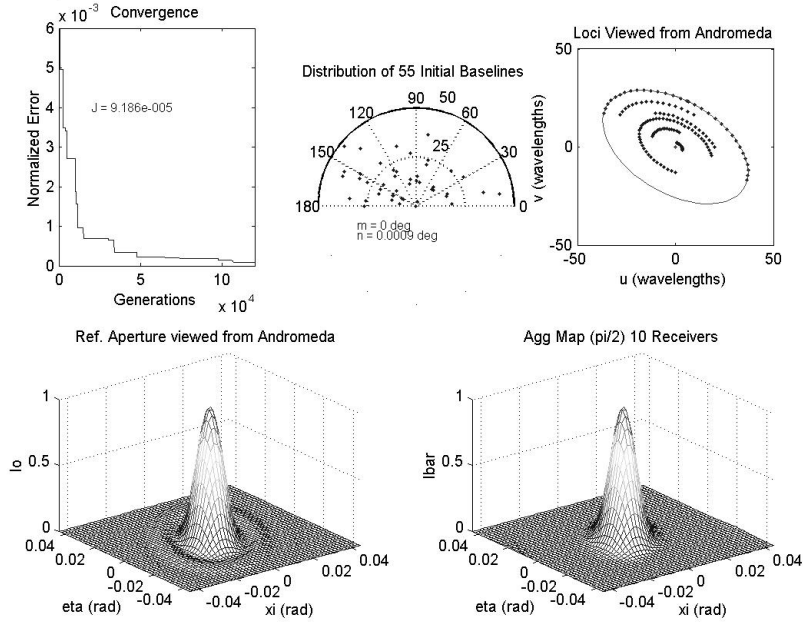 x 10⁻³
Convergence
6
5
4
3
2
1
0
Normalized Error
J = 9.186e-005
0
5
10
Generations
x 10⁴
Distribution of 55 Initial Baselines
180
150
120
90
60
30
0
50
25
m = 0 deg
n = 0.0009 deg
Loci Viewed from Andromeda
50
0
-50
v (wavelengths)
-50
0
50
u (wavelengths)
Ref. Aperture viewed from Andromeda
1
0.5
0
Io
0.04
0.02
0
-0.02
-0.04
eta (rad)
-0.04
-0.02
0
0.02
0.04
xi (rad)
Agg Map (pi/2) 10 Receivers
1
0.5
0
Ibar
0.04
0.02
0
-0.02
-0.04
eta (rad)
-0.04
-0.02
0
0.02
0.04
xi (rad)